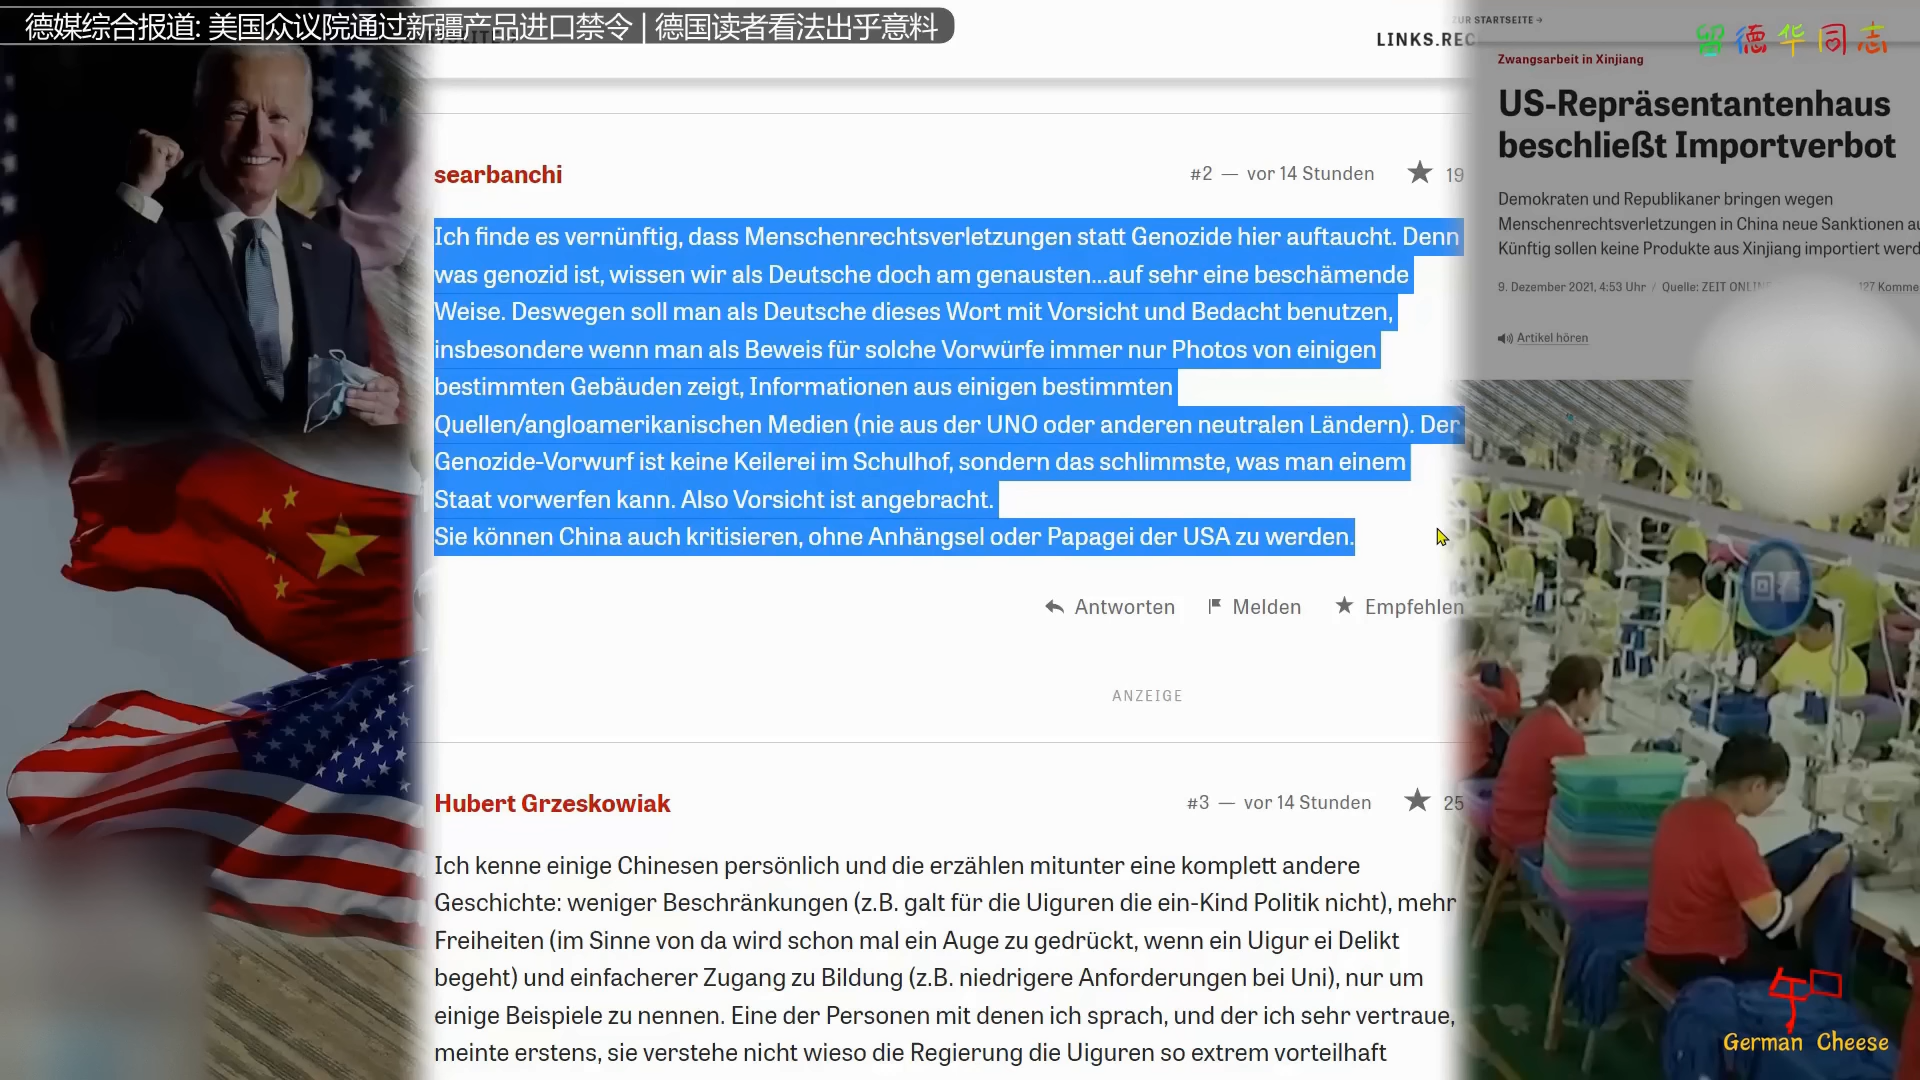 德媒综合报道: 美国众议院通过新疆产品进口禁令 | 德国读者看法出乎意料
ZUR STARTSEITE →
LINKS.REC
留德华同志
Zwangsarbeit in Xinjiang
US-Repräsentantenhaus
beschließt Importverbot
Demokraten und Republikaner bringen wegen
Menschenrechtsverletzungen in China neue Sanktionen au
Künftig sollen keine Produkte aus Xinjiang importiert werd
9. Dezember 2021, 4:53 Uhr / Quelle: ZEIT ONLINE 127 Komme
Artikel hören
searbanchi
#2 — vor 14 Stunden ★ 19
Ich finde es vernünftig, dass Menschenrechtsverletzungen statt Genozide hier auftaucht. Denn
was genozid ist, wissen wir als Deutsche doch am genausten...auf sehr eine beschämende
Weise. Deswegen soll man als Deutsche dieses Wort mit Vorsicht und Bedacht benutzen,
insbesondere wenn man als Beweis für solche Vorwürfe immer nur Photos von einigen
bestimmten Gebäuden zeigt, Informationen aus einigen bestimmten
Quellen/angloamerikanischen Medien (nie aus der UNO oder anderen neutralen Ländern). Der
Genozide-Vorwurf ist keine Keilerei im Schulhof, sondern das schlimmste, was man einem
Staat vorwerfen kann. Also Vorsicht ist angebracht.
Sie können China auch kritisieren, ohne Anhängsel oder Papagei der USA zu werden.
Antworten Melden ★ Empfehlen
ANZEIGE
Hubert Grzeskowiak
#3 — vor 14 Stunden ★ 25
Ich kenne einige Chinesen persönlich und die erzählen mitunter eine komplett andere
Geschichte: weniger Beschränkungen (z.B. galt für die Uiguren die ein-Kind Politik nicht), mehr
Freiheiten (im Sinne von da wird schon mal ein Auge zu gedrückt, wenn ein Uigur ei Delikt
begeht) und einfacherer Zugang zu Bildung (z.B. niedrigere Anforderungen bei Uni), nur um
einige Beispiele zu nennen. Eine der Personen mit denen ich sprach, und der ich sehr vertraue,
meinte erstens, sie verstehe nicht wieso die Regierung die Uiguren so extrem vorteilhaft
回看
German Cheese